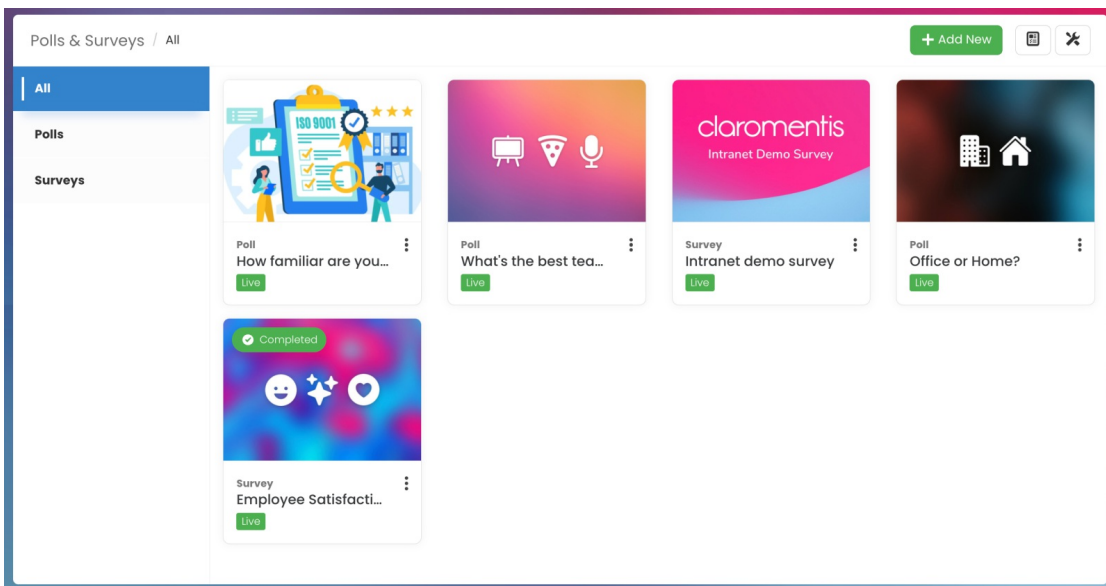 Polls & Surveys / All
+ Add New
All
Polls
Surveys
ISO 9001
Poll
How familiar are you...
Live
Poll
What's the best tea...
Live
claromentis
Intranet Demo Survey
Survey
Intranet demo survey
Live
Poll
Office or Home?
Live
Completed
Survey
Employee Satisfacti...
Live